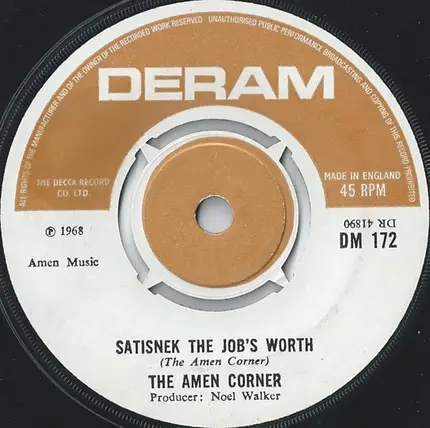 ALL RIGHTS OF THE MANUFACTURER AND OF THE OWNER OF THE RECORDED WORK RESERVED · UNAUTHORISED PUBLIC PERFORMANCE BROADCASTING AND COPYING OF THIS RECORD PROHIBITED
DERAM
THE DECCA RECORD
CO LTD
MADE IN ENGLAND
45 RPM
℗ 1968
Amen Music
DR 41890
DM 172
SATISNEK THE JOB'S WORTH
(The Amen Corner)
THE AMEN CORNER
Producer: Noel Walker